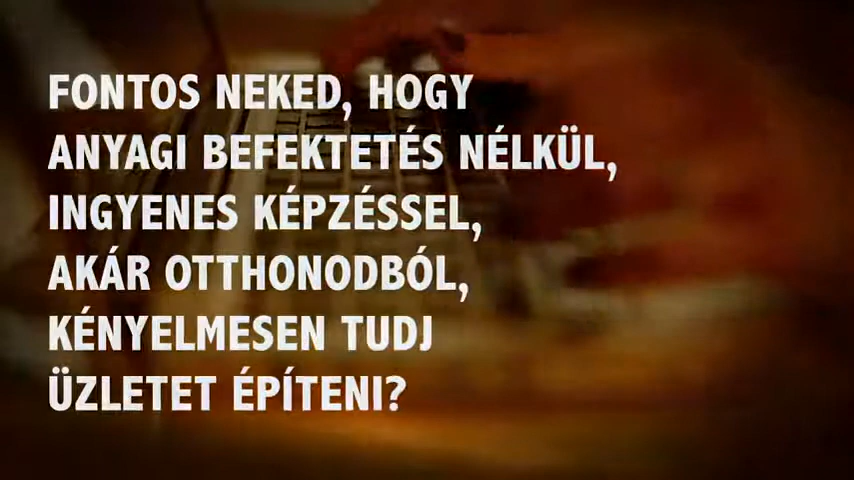 FONTOS NEKED, HOGY
ANYAGI BEFEKTETÉS NÉLKÜL,
INGYENES KÉPZÉSSEL,
AKÁR OTTHONODBÓL,
KÉNYELMESEN TUDJ
ÜZLETET ÉPÍTENI?